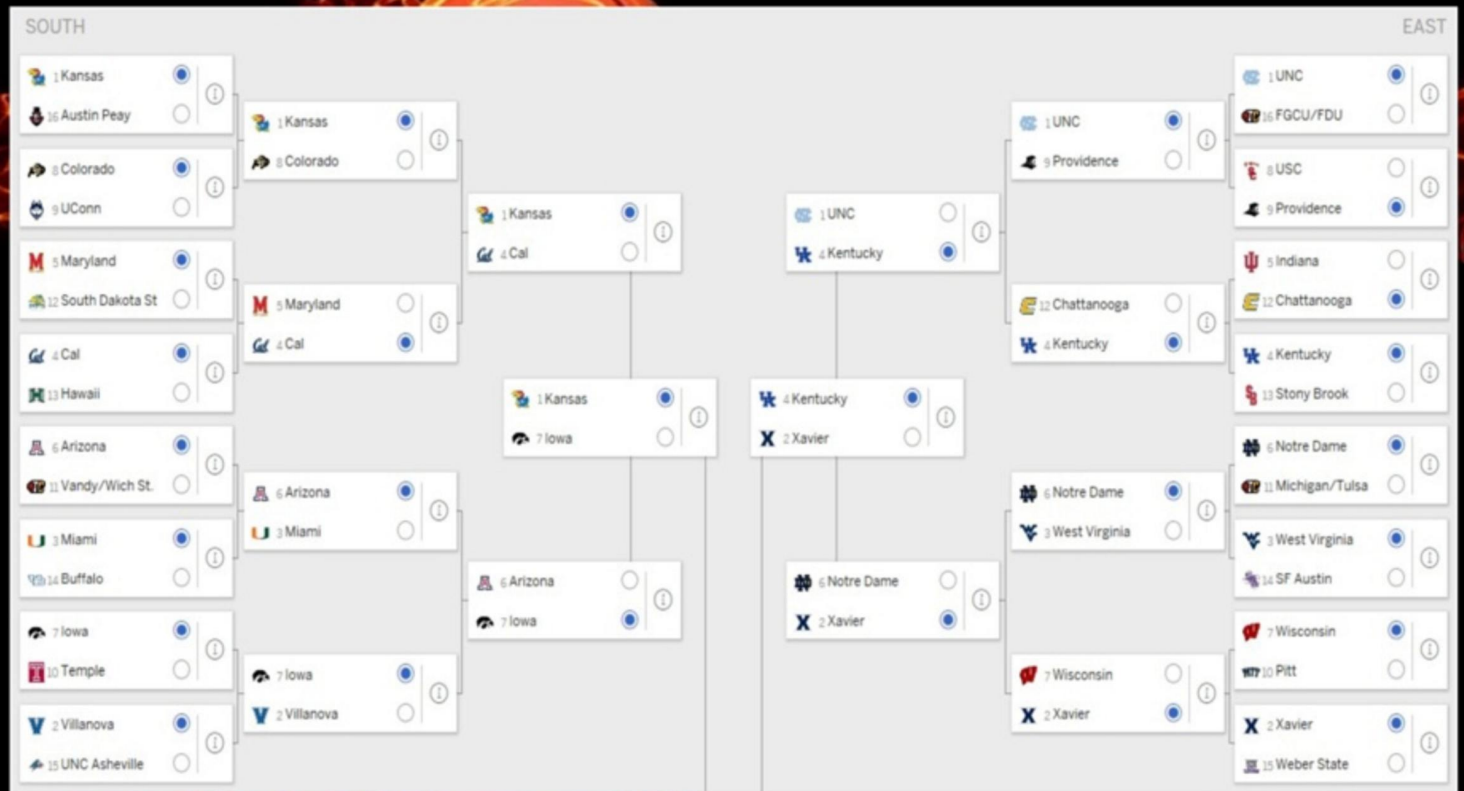 SOUTH
EAST
1 Kansas
16 Austin Peay
8 Colorado
9 UConn
5 Maryland
12 South Dakota St
4 Cal
13 Hawaii
6 Arizona
11 Vandy/Wich St.
3 Miami
14 Buffalo
7 Iowa
10 Temple
2 Villanova
15 UNC Asheville
1 Kansas
8 Colorado
5 Maryland
4 Cal
6 Arizona
3 Miami
7 Iowa
2 Villanova
1 Kansas
4 Cal
6 Arizona
7 Iowa
1 Kansas
7 Iowa
4 Kentucky
2 Xavier
1 UNC
4 Kentucky
6 Notre Dame
2 Xavier
1 UNC
9 Providence
12 Chattanooga
4 Kentucky
6 Notre Dame
3 West Virginia
7 Wisconsin
2 Xavier
1 UNC
16 FGCU/FDU
8 USC
9 Providence
5 Indiana
12 Chattanooga
4 Kentucky
13 Stony Brook
6 Notre Dame
11 Michigan/Tulsa
3 West Virginia
14 SF Austin
7 Wisconsin
10 Pitt
2 Xavier
15 Weber State